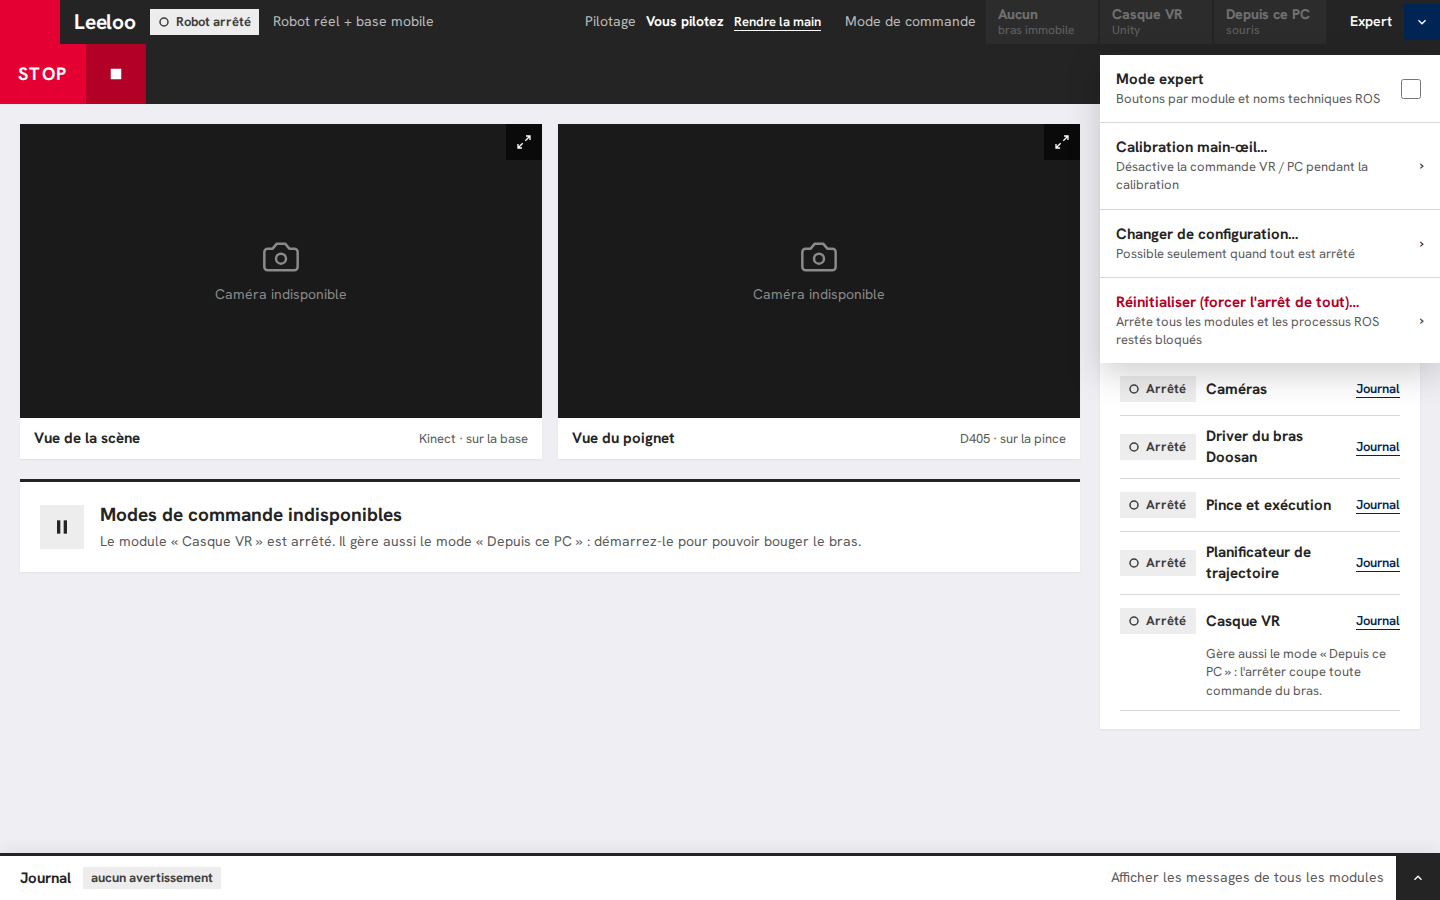 Leeloo
Robot arrêté
Robot réel + base mobile
Pilotage
Vous pilotez
Rendre la main
Mode de commande
Aucun
bras immobile
Casque VR
Unity
Depuis ce PC
souris
Expert
STOP
Mode expert
Boutons par module et noms techniques ROS
Calibration main-œil...
Désactive la commande VR / PC pendant la
calibration
Changer de configuration...
Possible seulement quand tout est arrêté
Réinitialiser (forcer l'arrêt de tout)...
Arrête tous les modules et les processus ROS
restés bloqués
Caméra indisponible
Vue de la scène
Kinect · sur la base
Caméra indisponible
Vue du poignet
D405 · sur la pince
Modes de commande indisponibles
Le module « Casque VR » est arrêté. Il gère aussi le mode « Depuis ce PC » : démarrez-le pour pouvoir bouger le bras.
Arrêté
Caméras
Journal
Arrêté
Driver du bras
Doosan
Journal
Arrêté
Pince et exécution
Journal
Arrêté
Planificateur de
trajectoire
Journal
Arrêté
Casque VR
Journal
Gère aussi le mode « Depuis ce
PC » : l'arrêter coupe toute
commande du bras.
Journal
aucun avertissement
Afficher les messages de tous les modules